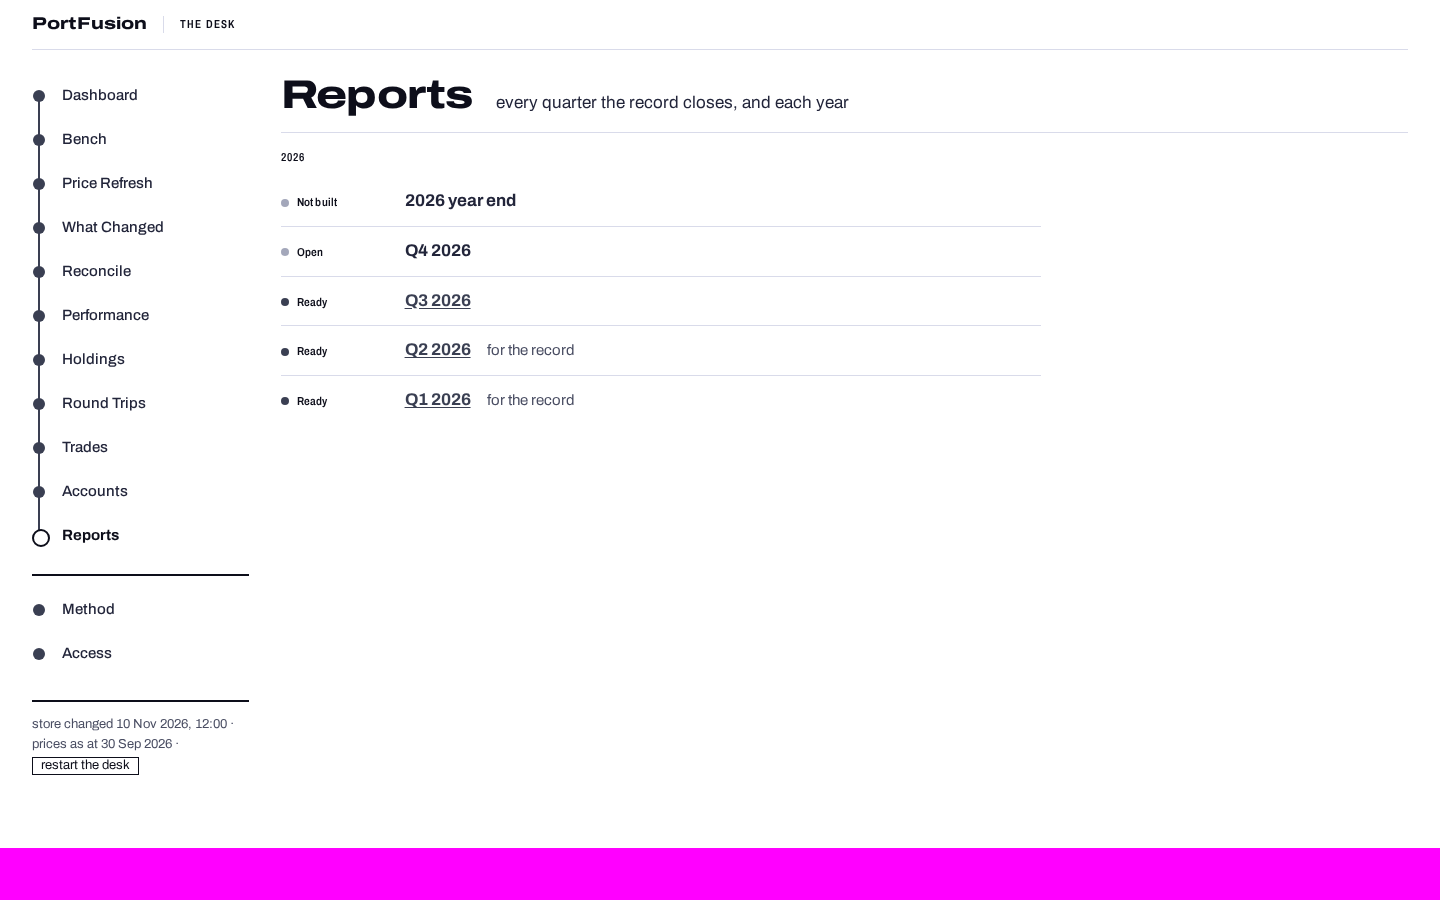 PortFusion THE DESK
Dashboard
Bench
Price Refresh
What Changed
Reconcile
Performance
Holdings
Round Trips
Trades
Accounts
Reports
Method
Access
store changed 10 Nov 2026, 12:00 ·
prices as at 30 Sep 2026 ·
restart the desk
Reports every quarter the record closes, and each year
2026
Not built 2026 year end
Open Q4 2026
Ready Q3 2026
Ready Q2 2026 for the record
Ready Q1 2026 for the record